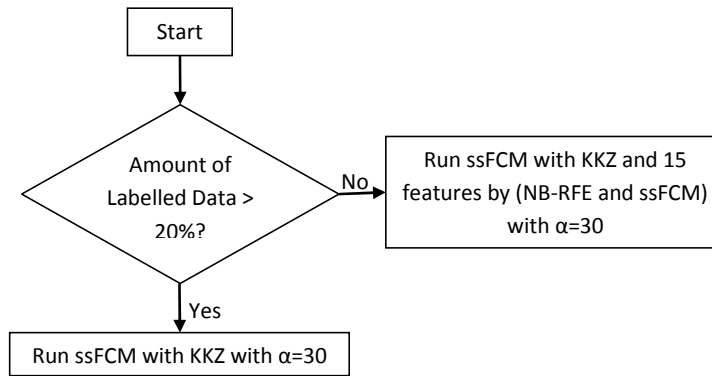 Start
Amount of
Labelled Data >
20%?
No
Run ssFCM with KKZ and 15
features by (NB-RFE and ssFCM)
with α=30
Yes
Run ssFCM with KKZ with α=30